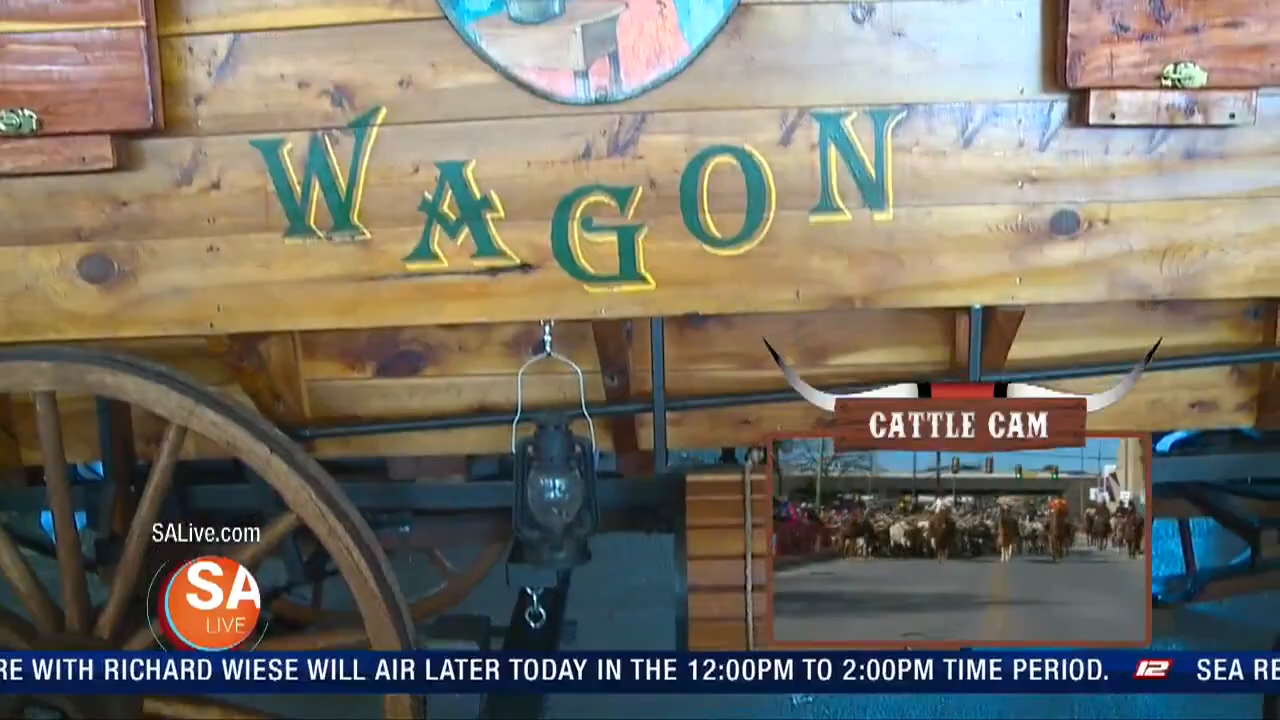 WAGON
CATTLE CAM
SALive.com
SA
LIVE
RE WITH RICHARD WIESE WILL AIR LATER TODAY IN THE 12:00PM TO 2:00PM TIME PERIOD. 12 SEA RE